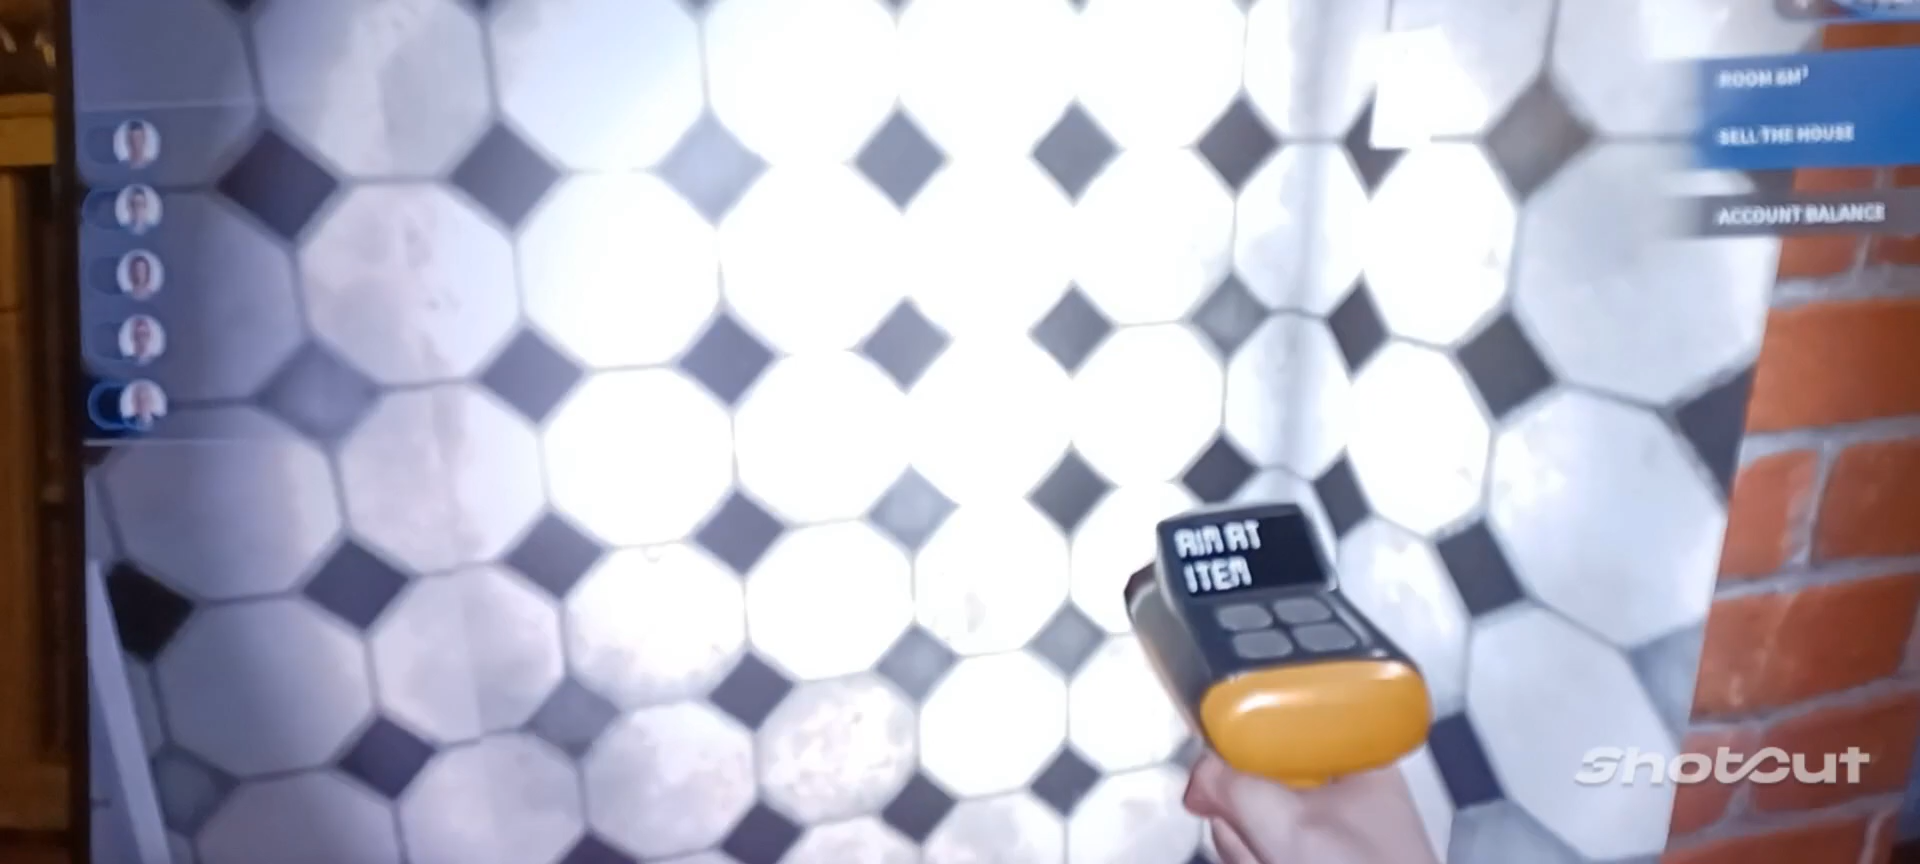 ROOM 6M²
SELL THE HOUSE
ACCOUNT BALANCE
AIM AT
ITEM
ShotCut